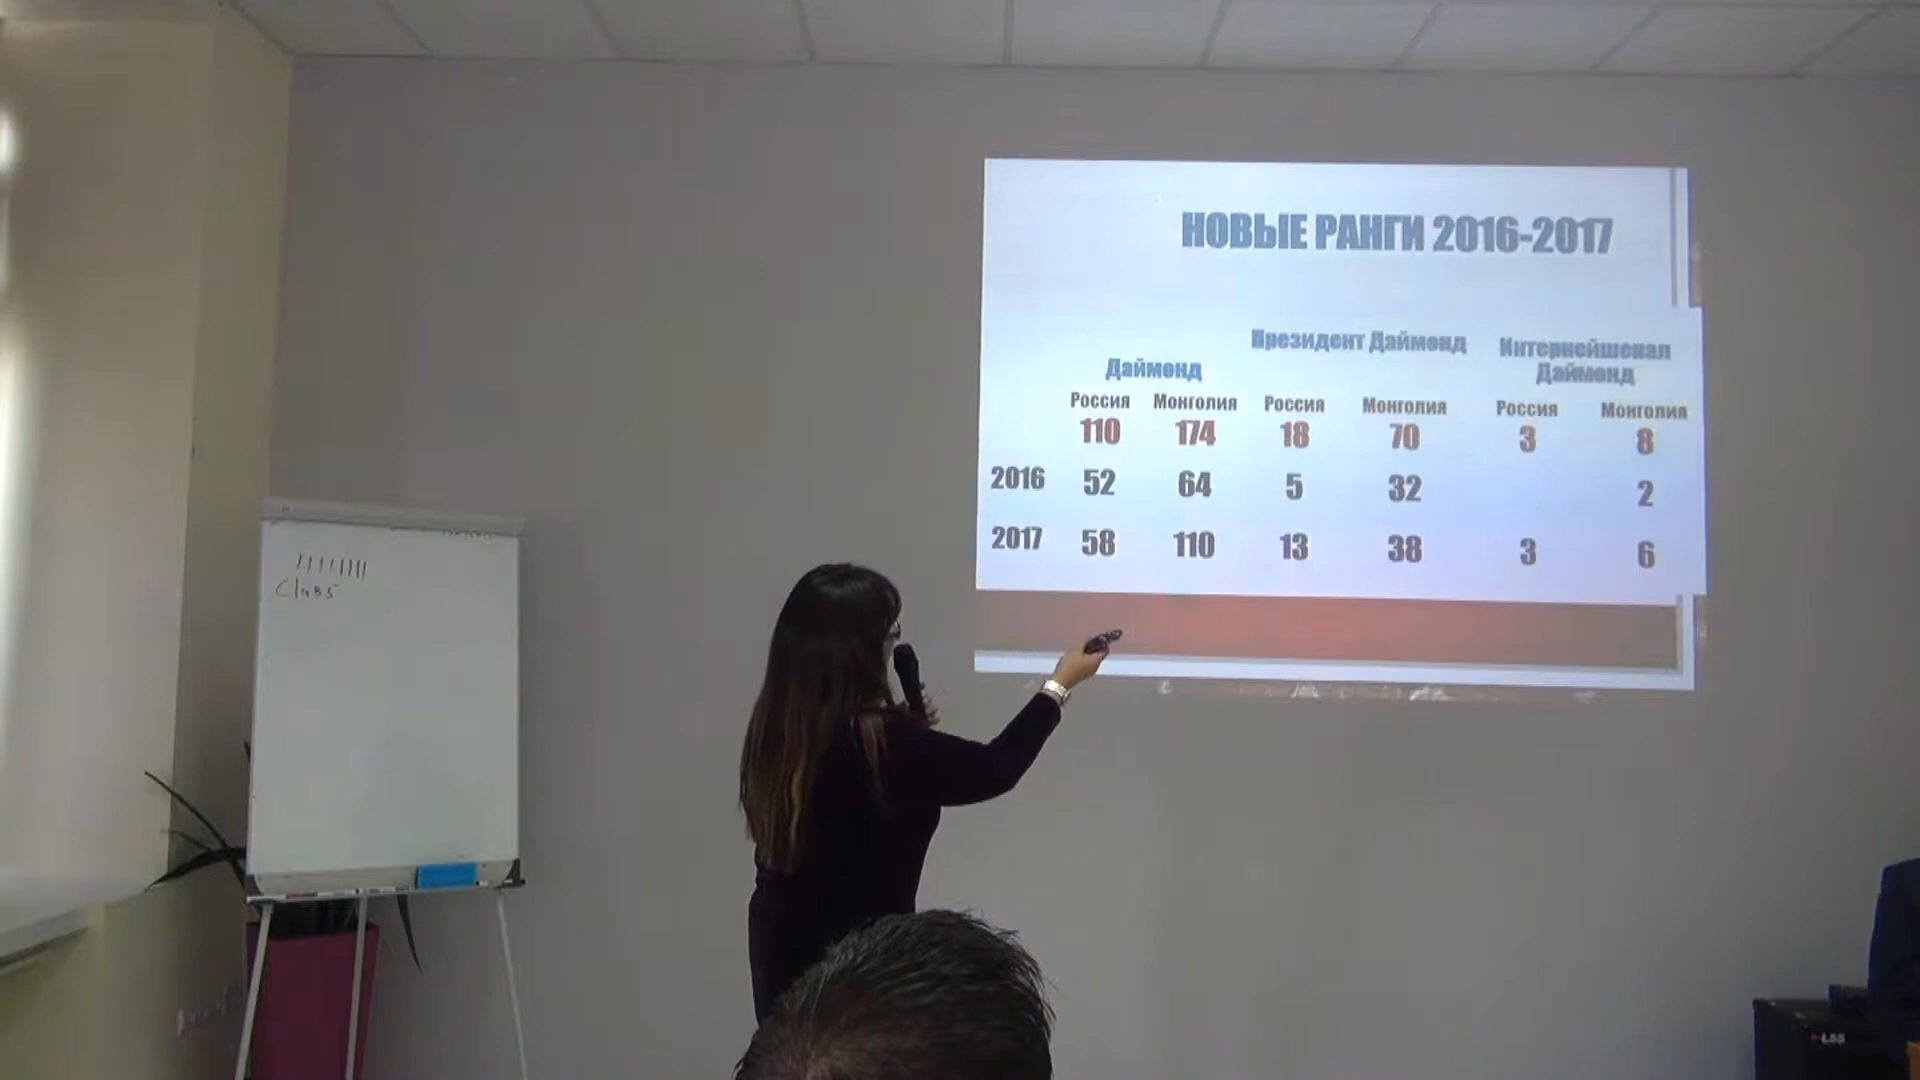 НОВЫЕ РАНГИ 2016-2017
Даймонд Президент Даймонд Интернейшенал Даймонд
Россия Монголия Россия Монголия Россия Монголия
110 174 18 70 3 8
2016 52 64 5 32 2
2017 58 110 13 38 3 6
LSS